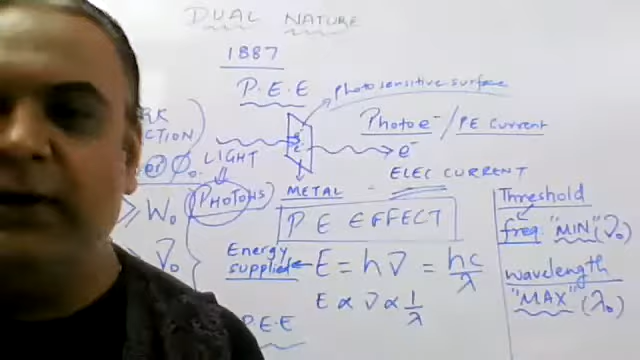 DUAL NATURE
1887
P.E.E
photosensitive surface
Photo e⁻ / PE Current
e⁻
LIGHT
ELEC CURRENT
METAL
PHOTONS
PE EFFECT
W₀
ν₀
Energy supplied
E = hν = hc/λ
E ∝ ν ∝ 1/λ
P.E.E
Threshold
freq. "MIN" (ν₀)
wavelength
"MAX" (λ₀)